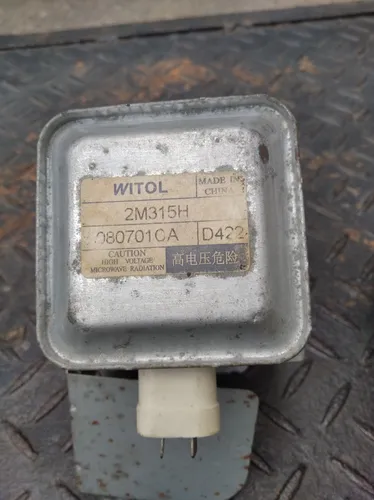 WITOL
MADE IN
CHINA
2M315H
080701CA D422
CAUTION
HIGH VOLTAGE
MICROWAVE RADIATION
高电压危险